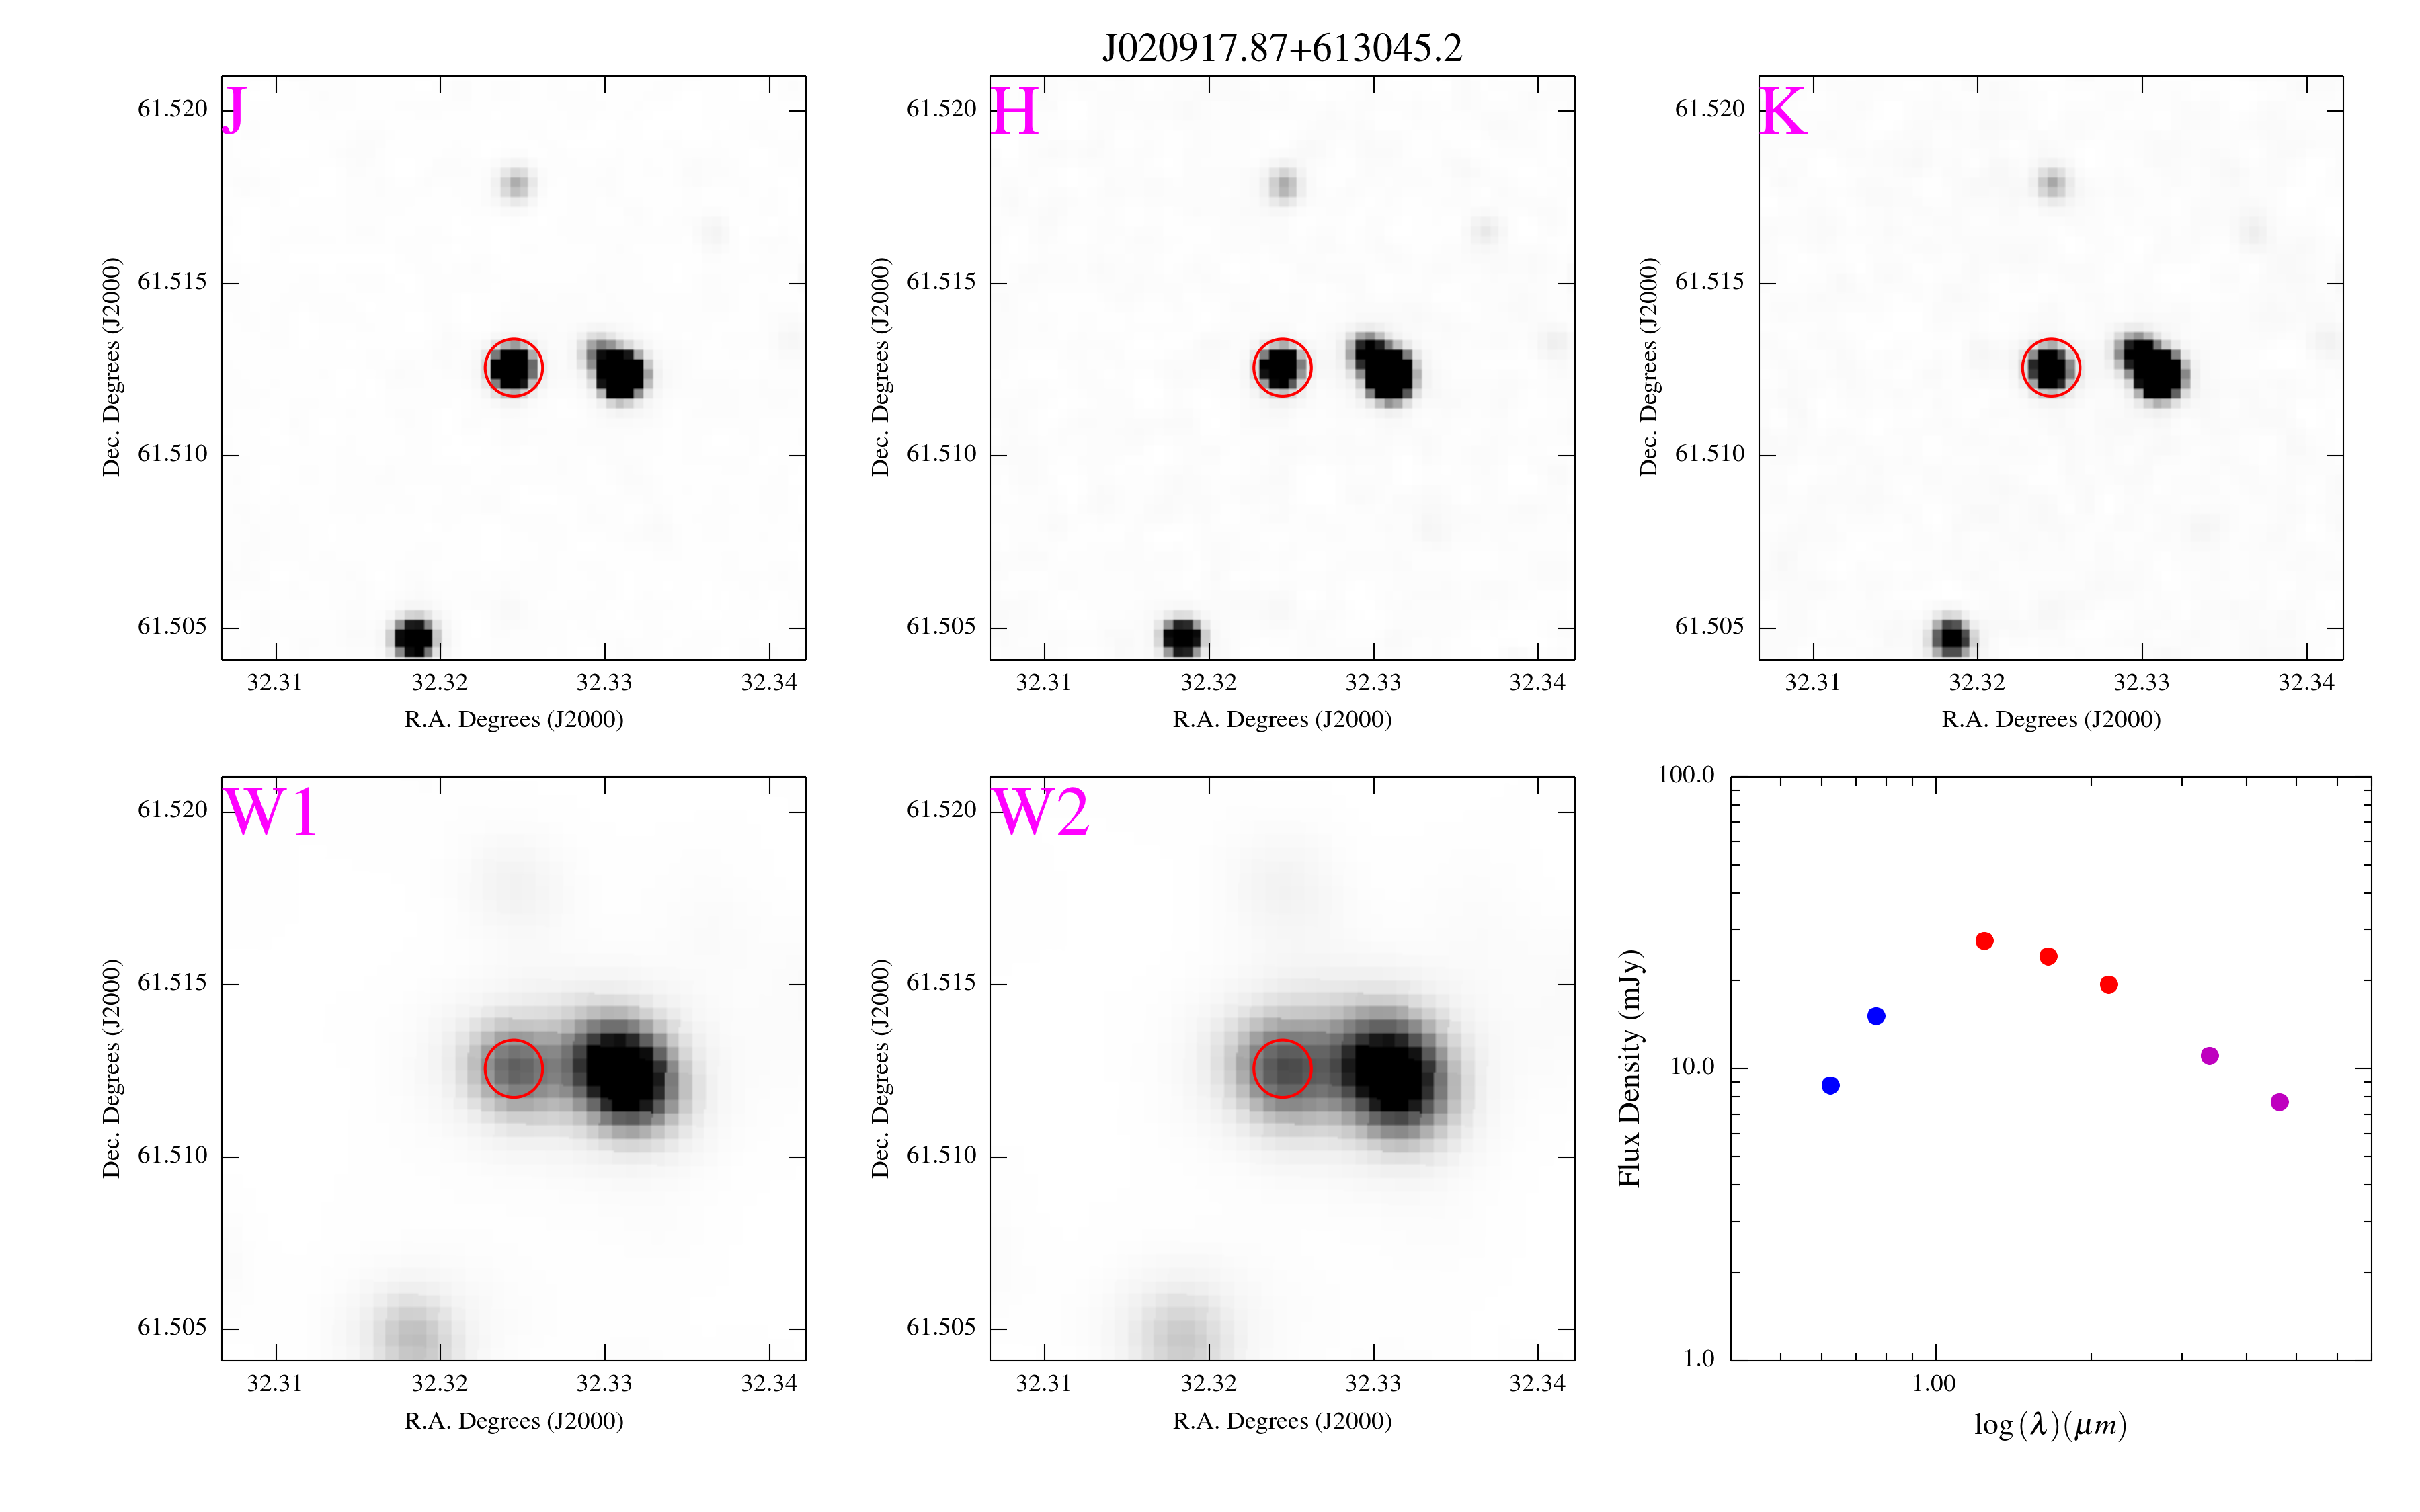 J020917.87+613045.2
J
61.520
61.515
61.510
61.505
Dec. Degrees (J2000)
32.31 32.32 32.33 32.34
R.A. Degrees (J2000)
H
61.520
61.515
61.510
61.505
Dec. Degrees (J2000)
32.31 32.32 32.33 32.34
R.A. Degrees (J2000)
K
61.520
61.515
61.510
61.505
Dec. Degrees (J2000)
32.31 32.32 32.33 32.34
R.A. Degrees (J2000)
W1
61.520
61.515
61.510
61.505
Dec. Degrees (J2000)
32.31 32.32 32.33 32.34
R.A. Degrees (J2000)
W2
61.520
61.515
61.510
61.505
Dec. Degrees (J2000)
32.31 32.32 32.33 32.34
R.A. Degrees (J2000)
100.0
10.0
1.0
Flux Density (mJy)
1.00
log (λ)(μm)